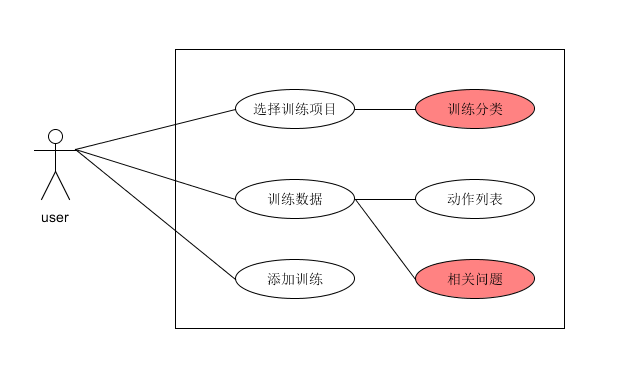 选择训练项目
训练分类
user
训练数据
动作列表
添加训练
相关问题